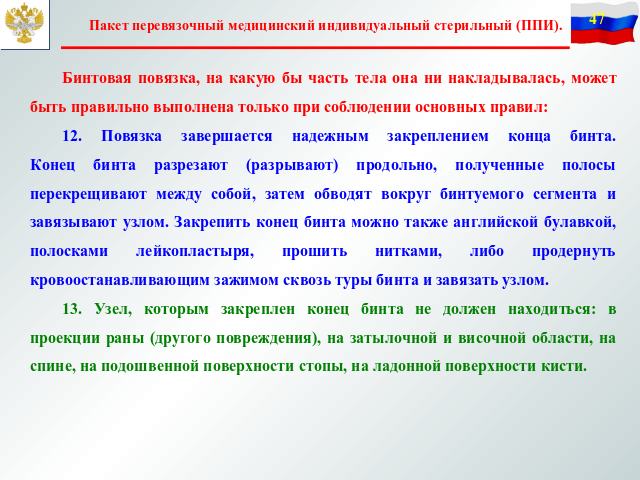 Пакет перевязочный медицинский индивидуальный стерильный (ППИ).
47
Бинтовая повязка, на какую бы часть тела она ни накладывалась, может
быть правильно выполнена только при соблюдении основных правил:
12. Повязка завершается надежным закреплением конца бинта.
Конец бинта разрезают (разрывают) продольно, полученные полосы
перекрещивают между собой, затем обводят вокруг бинтуемого сегмента и
завязывают узлом. Закрепить конец бинта можно также английской булавкой,
полосками лейкопластыря, прошить нитками, либо продернуть
кровоостанавливающим зажимом сквозь туры бинта и завязать узлом.
13. Узел, которым закреплен конец бинта не должен находиться: в
проекции раны (другого повреждения), на затылочной и височной области, на
спине, на подошвенной поверхности стопы, на ладонной поверхности кисти.